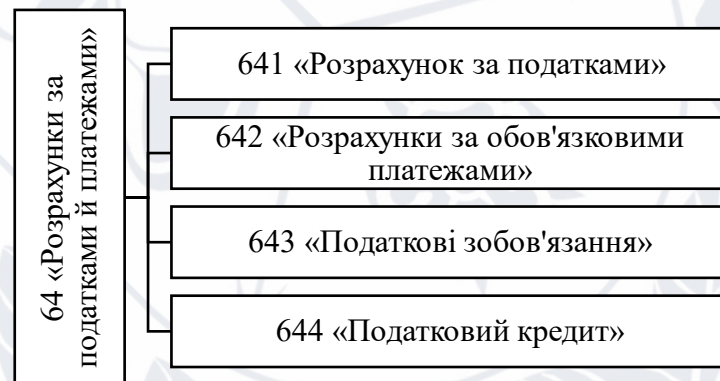 64 «Розрахунки за
податками й платежами»
641 «Розрахунок за податками»
642 «Розрахунки за обов'язковими
платежами»
643 «Податкові зобов'язання»
644 «Податковий кредит»